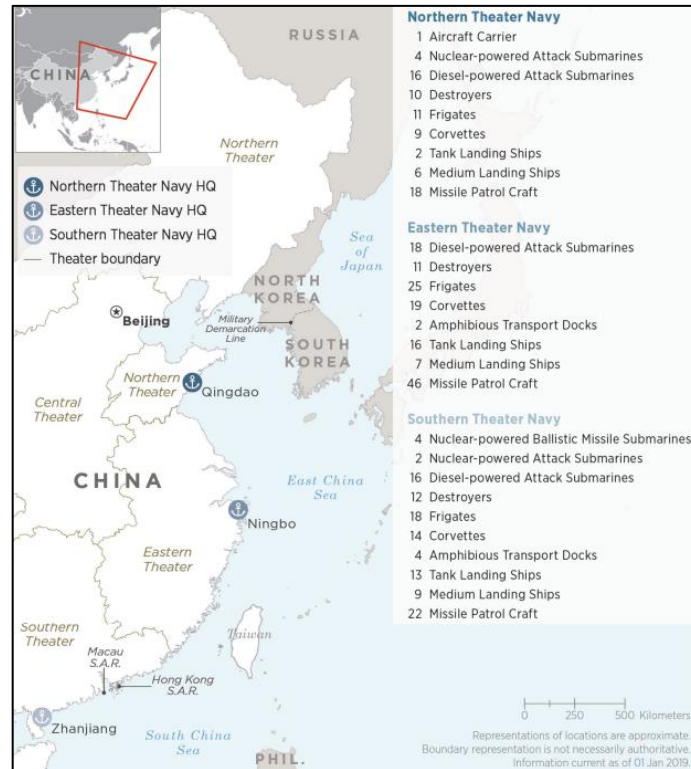 CHINA
RUSSIA
Northern
Theater
Northern Theater Navy HQ
Eastern Theater Navy HQ
Southern Theater Navy HQ
Theater boundary
Sea
of
Japan
NORTH
KOREA
Military
Demarcation
Line
SOUTH
KOREA
Beijing
Northern
Theater
Qingdao
Central
Theater
CHINA
East China
Sea
Ningbo
Eastern
Theater
Southern
Theater
Taiwan
Macau
S.A.R.
Hong Kong
S.A.R.
Zhanjiang
South China
Sea
PHIL.
Northern Theater Navy
1 Aircraft Carrier
4 Nuclear-powered Attack Submarines
16 Diesel-powered Attack Submarines
10 Destroyers
11 Frigates
9 Corvettes
2 Tank Landing Ships
6 Medium Landing Ships
18 Missile Patrol Craft
Eastern Theater Navy
18 Diesel-powered Attack Submarines
11 Destroyers
25 Frigates
19 Corvettes
2 Amphibious Transport Docks
16 Tank Landing Ships
7 Medium Landing Ships
46 Missile Patrol Craft
Southern Theater Navy
4 Nuclear-powered Ballistic Missile Submarines
2 Nuclear-powered Attack Submarines
16 Diesel-powered Attack Submarines
12 Destroyers
18 Frigates
14 Corvettes
4 Amphibious Transport Docks
13 Tank Landing Ships
9 Medium Landing Ships
22 Missile Patrol Craft
0 250 500 Kilometers
Representations of locations are approximate.
Boundary representation is not necessarily authoritative.
Information current as of 01 Jan 2019.